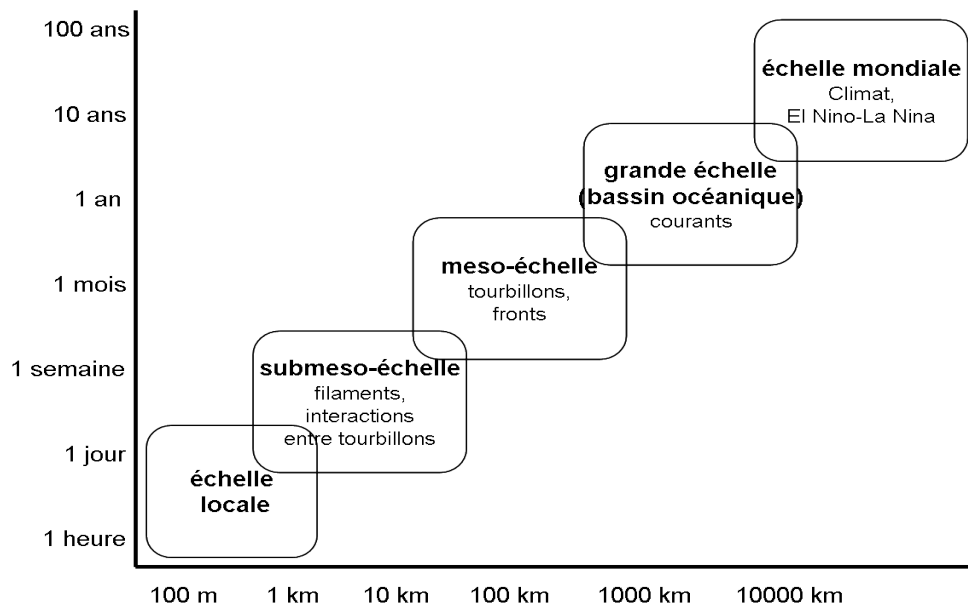 100 ans
10 ans
1 an
1 mois
1 semaine
1 jour
1 heure
échelle mondiale
Climat,
El Nino-La Nina
grande échelle
(bassin océanique)
courants
meso-échelle
tourbillons,
fronts
submeso-échelle
filaments,
interactions
entre tourbillons
échelle
locale
100 m
1 km
10 km
100 km
1000 km
10000 km